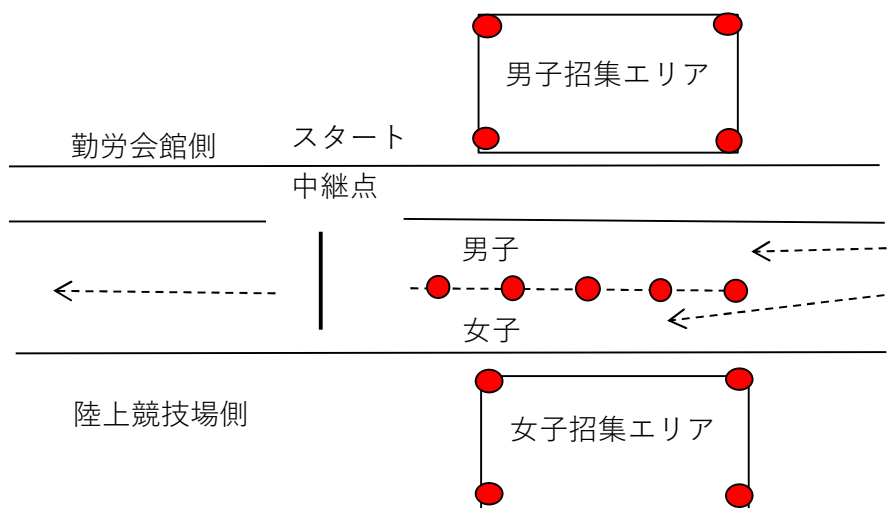 男子招集エリア
スタート
勤労会館側
中継点
男子
女子
陸上競技場側
女子招集エリア